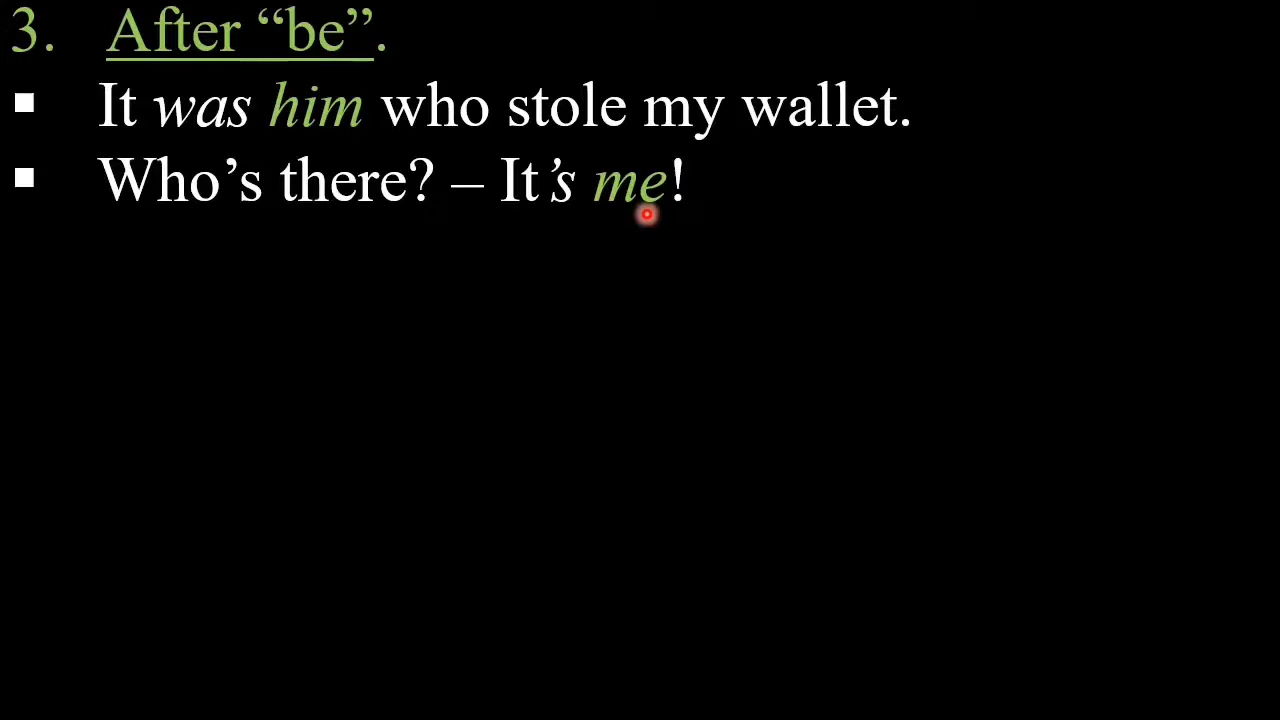 3. After “be”.
▪ It was him who stole my wallet.
▪ Who’s there? – It’s me!